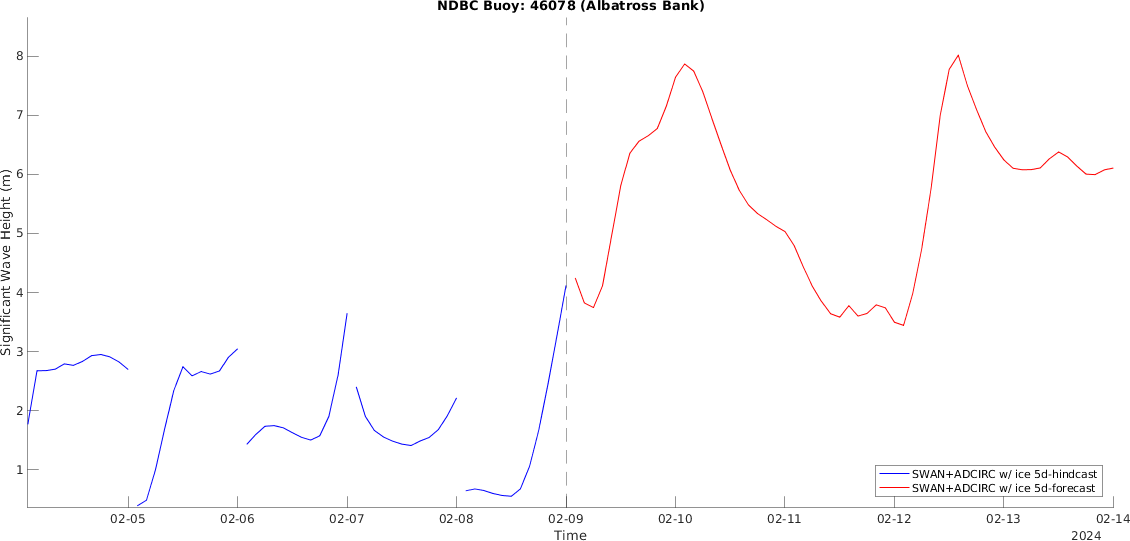 NDBC Buoy: 46078 (Albatross Bank)
Significant Wave Height (m)
8
7
6
5
4
3
2
1
SWAN+ADCIRC w/ ice 5d-hindcast
SWAN+ADCIRC w/ ice 5d-forecast
02-05 02-06 02-07 02-08 02-09 02-10 02-11 02-12 02-13 02-14
Time
2024